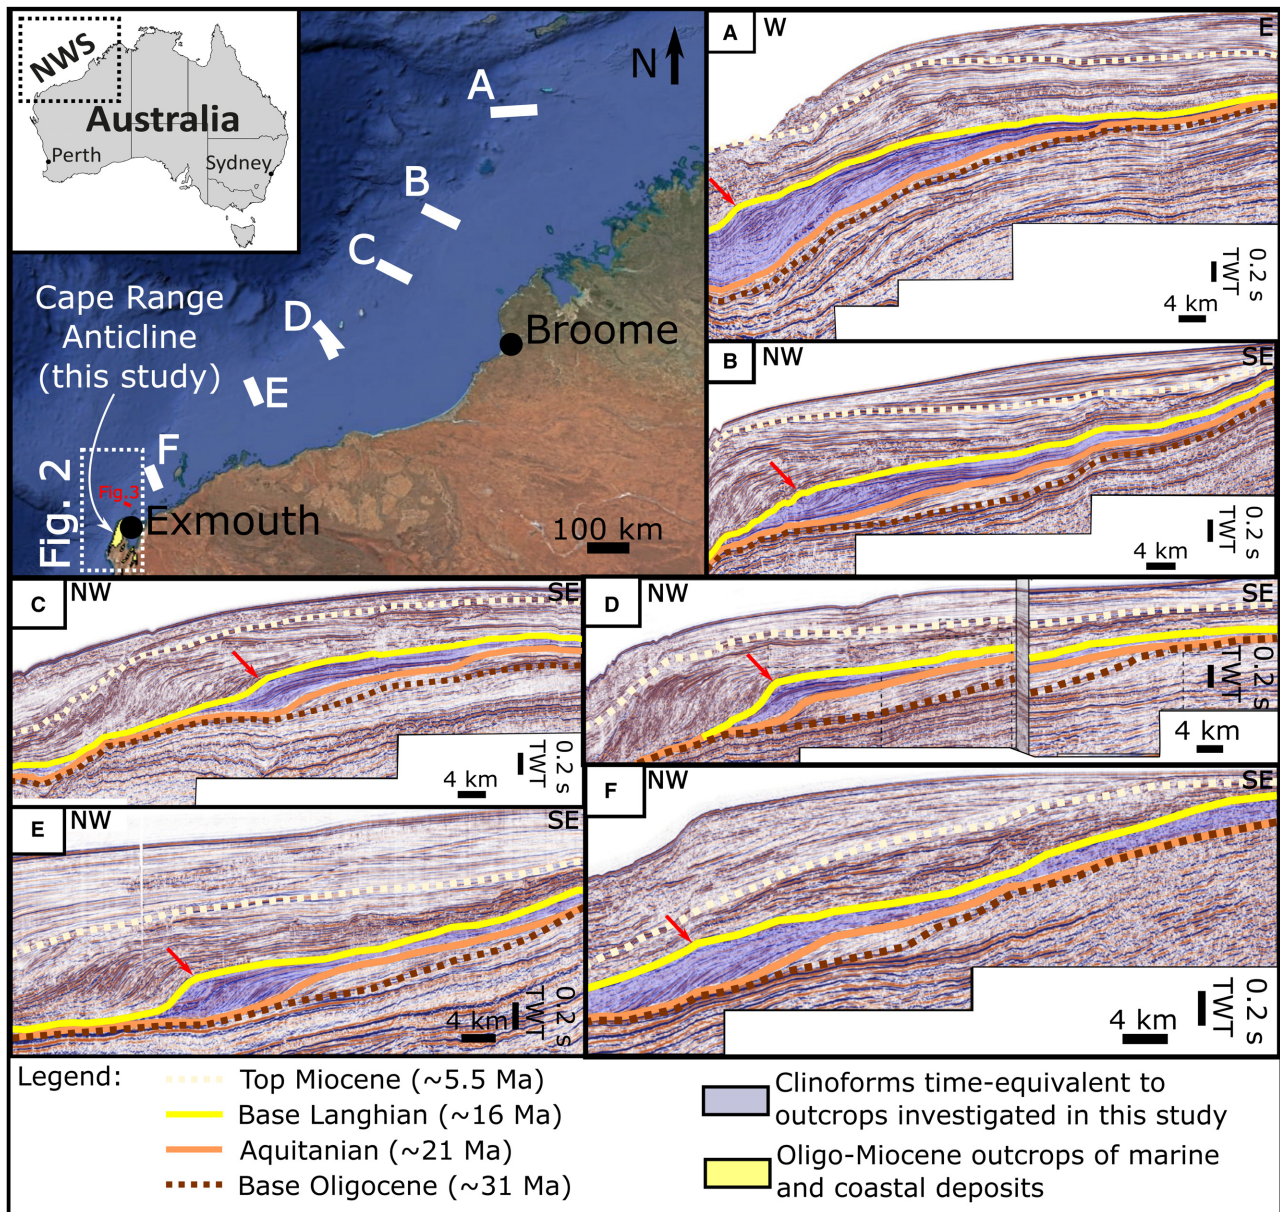 NWS
Australia
Perth
Sydney
N
A
B
C
D
E
F
Cape Range
Anticline
(this study)
Fig. 2
Fig.3
Exmouth
Broome
100 km
A
W
E
0.2 s
TWT
4 km
B
NW
SE
0.2 s
TWT
4 km
C
NW
SE
0.2 s
TWT
4 km
D
NW
SE
0.2 s
TWT
4 km
E
NW
SE
0.2 s
TWT
4 km
F
NW
SE
0.2 s
TWT
4 km
Legend:
Top Miocene (~5.5 Ma)
Base Langhian (~16 Ma)
Aquitanian (~21 Ma)
Base Oligocene (~31 Ma)
Clinoforms time-equivalent to
outcrops investigated in this study
Oligo-Miocene outcrops of marine
and coastal deposits